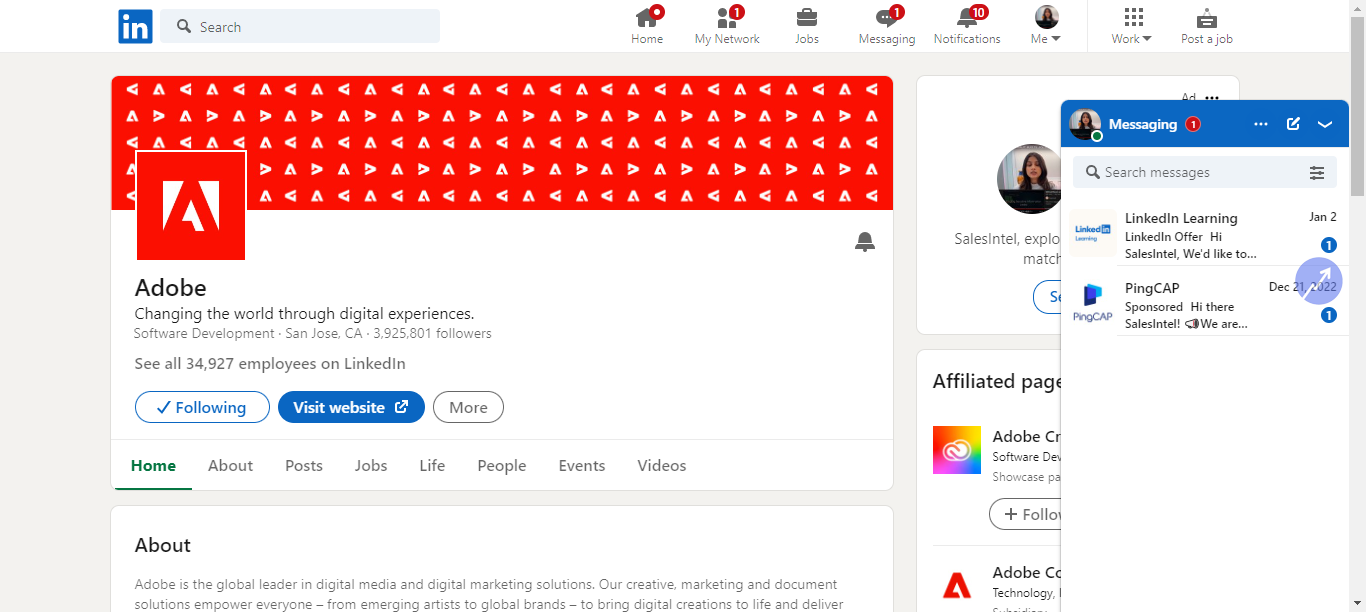 in
Search
Home
1
My Network
Jobs
1
Messaging
10
Notifications
Me
Work
Post a job
Adobe
Changing the world through digital experiences.
Software Development · San Jose, CA · 3,925,801 followers
See all 34,927 employees on LinkedIn
Following
Visit website
More
Home
About
Posts
Jobs
Life
People
Events
Videos
About
Adobe is the global leader in digital media and digital marketing solutions. Our creative, marketing and document
solutions empower everyone – from emerging artists to global brands – to bring digital creations to life and deliver
Ad ...
SalesIntel, explo
match
Se
Affiliated page
Adobe Cr
Software Dev
Showcase pa
+ Follow
Adobe Co
Technology, I
Messaging 1
Search messages
Linked in
Learning
LinkedIn Learning
Jan 2
LinkedIn Offer Hi
SalesIntel, We'd like to...
1
PingCAP
PingCAP
Dec 21, 2022
Sponsored Hi there
SalesIntel! We are...
1